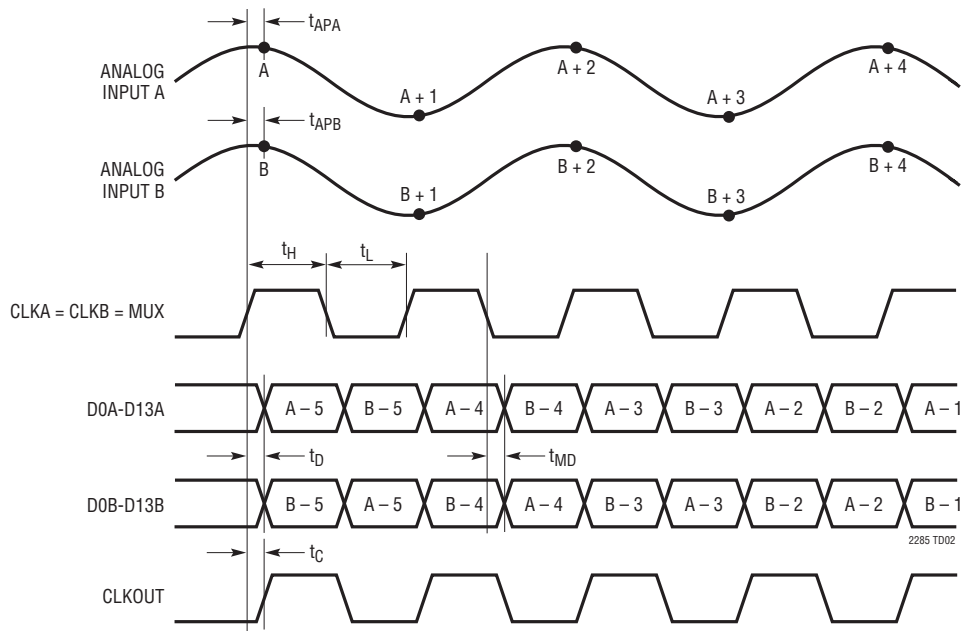 tAPA
ANALOG
INPUT A
A
A + 1
A + 2
A + 3
A + 4
tAPB
ANALOG
INPUT B
B
B + 1
B + 2
B + 3
B + 4
tH
tL
CLKA = CLKB = MUX
D0A-D13A
A – 5
B – 5
A – 4
B – 4
A – 3
B – 3
A – 2
B – 2
A – 1
tD
tMD
D0B-D13B
B – 5
A – 5
B – 4
A – 4
B – 3
A – 3
B – 2
A – 2
B – 1
2285 TD02
tC
CLKOUT